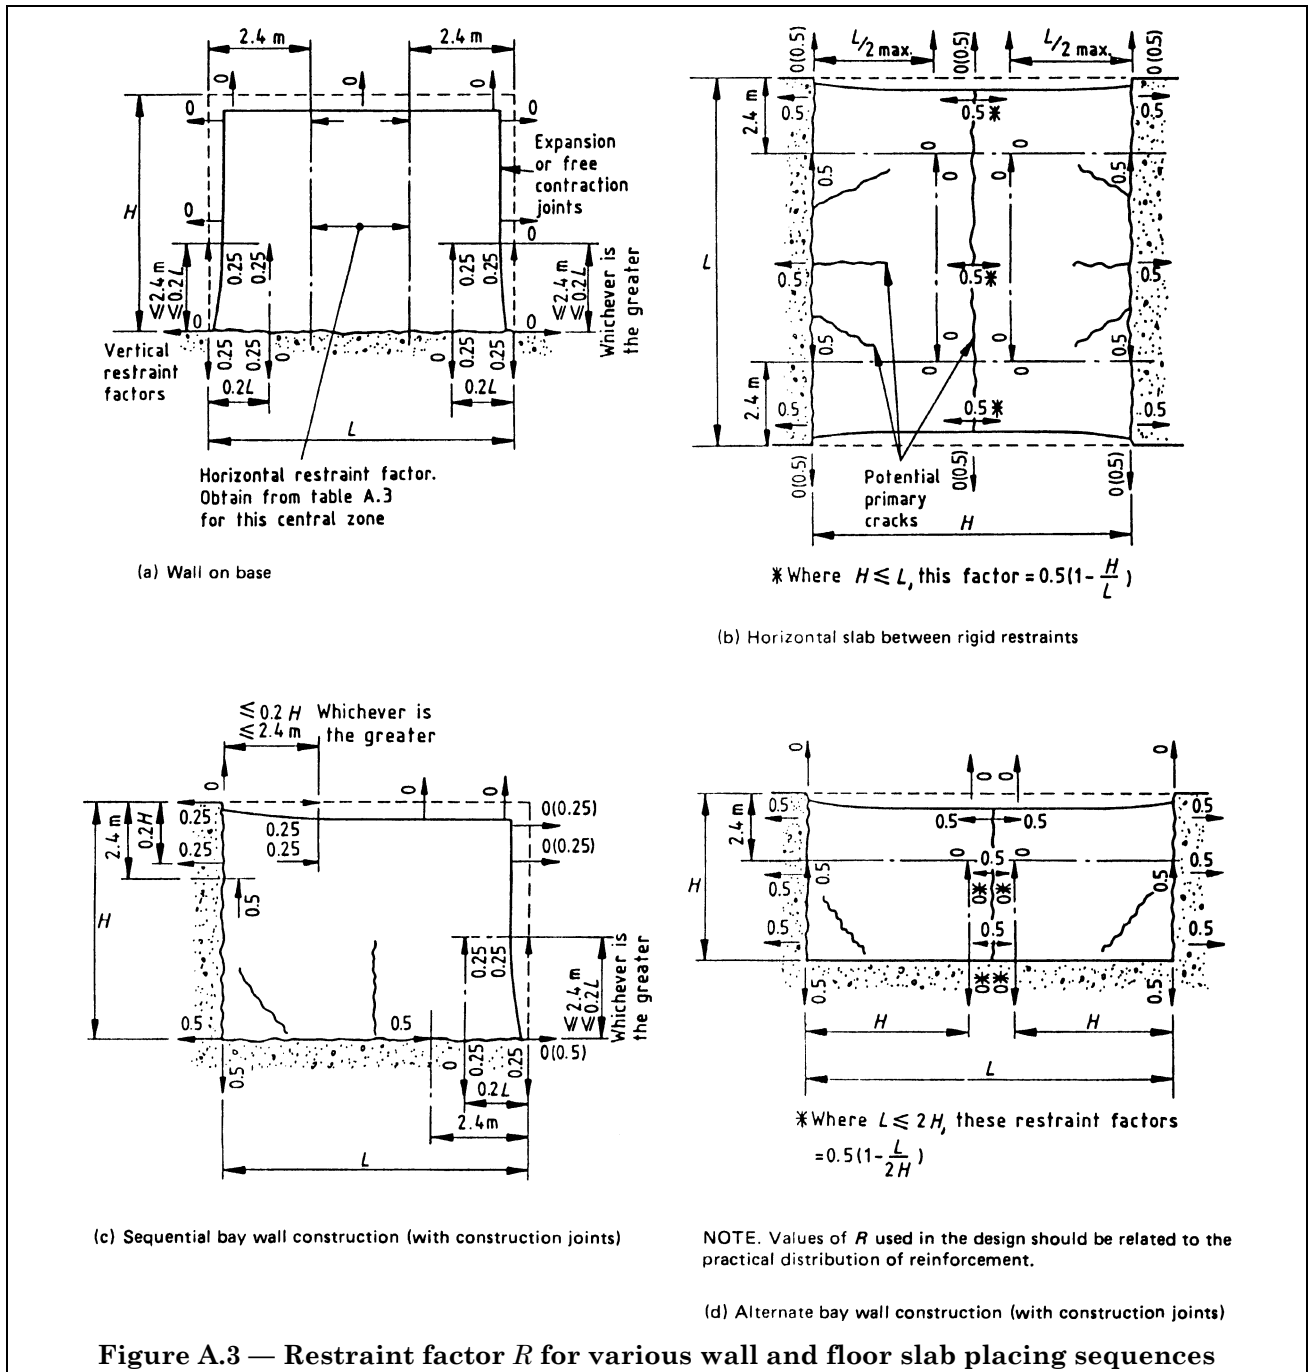 2.4 m
2.4 m
0
0
0
0
0
H
Expansion
or free
contraction
joints
0
0
≤2.4 m
≤0.2L
0.25
0.25
0.25
0.25
≤2.4 m
≤0.2L
Whichever is
the greater
0
0
Vertical
restraint
factors
0.25
0.25
0
0
0.25
0.25
0.2L
0.2L
L
Horizontal restraint factor.
Obtain from table A.3
for this central zone
(a) Wall on base
0(0.5)
L/2 max.
0(0.5)
L/2 max.
0(0.5)
0.5
0.5*
0.5
2.4 m
0
0
0.5
0
0
0.5
L
0.5
0.5*
0.5
0.5
0
0
0.5
0
0
2.4 m
0.5
0.5*
0.5
0(0.5)
0(0.5)
0(0.5)
Potential
primary
cracks
H
*Where H ≤ L, this factor = 0.5(1-H/L)
(b) Horizontal slab between rigid restraints
≤0.2H Whichever is
≤2.4 m the greater
0
0
0
0.25
0.25
0(0.25)
2.4 m
0.2H
0.25
0.25
0(0.25)
0.5
H
0.25
0.25
≤2.4 m
≤0.2L
Whichever is
the greater
0.5
0.5
0(0.5)
0.5
0
0.25
0.25
0.2L
2.4m
L
(c) Sequential bay wall construction (with construction joints)
0
0
0
0
0.5
0.5
2.4 m
0.5
0.5
0
0.5
0
0.5
H
0.5
0.5
0*
0*
0.5
0.5
0.5
0.5
0.5
0.5
0*
0*
0.5
H
H
L
*Where L ≤ 2H, these restraint factors
=0.5(1-L/2H)
NOTE. Values of R used in the design should be related to the
practical distribution of reinforcement.
(d) Alternate bay wall construction (with construction joints)
Figure A.3 — Restraint factor R for various wall and floor slab placing sequences